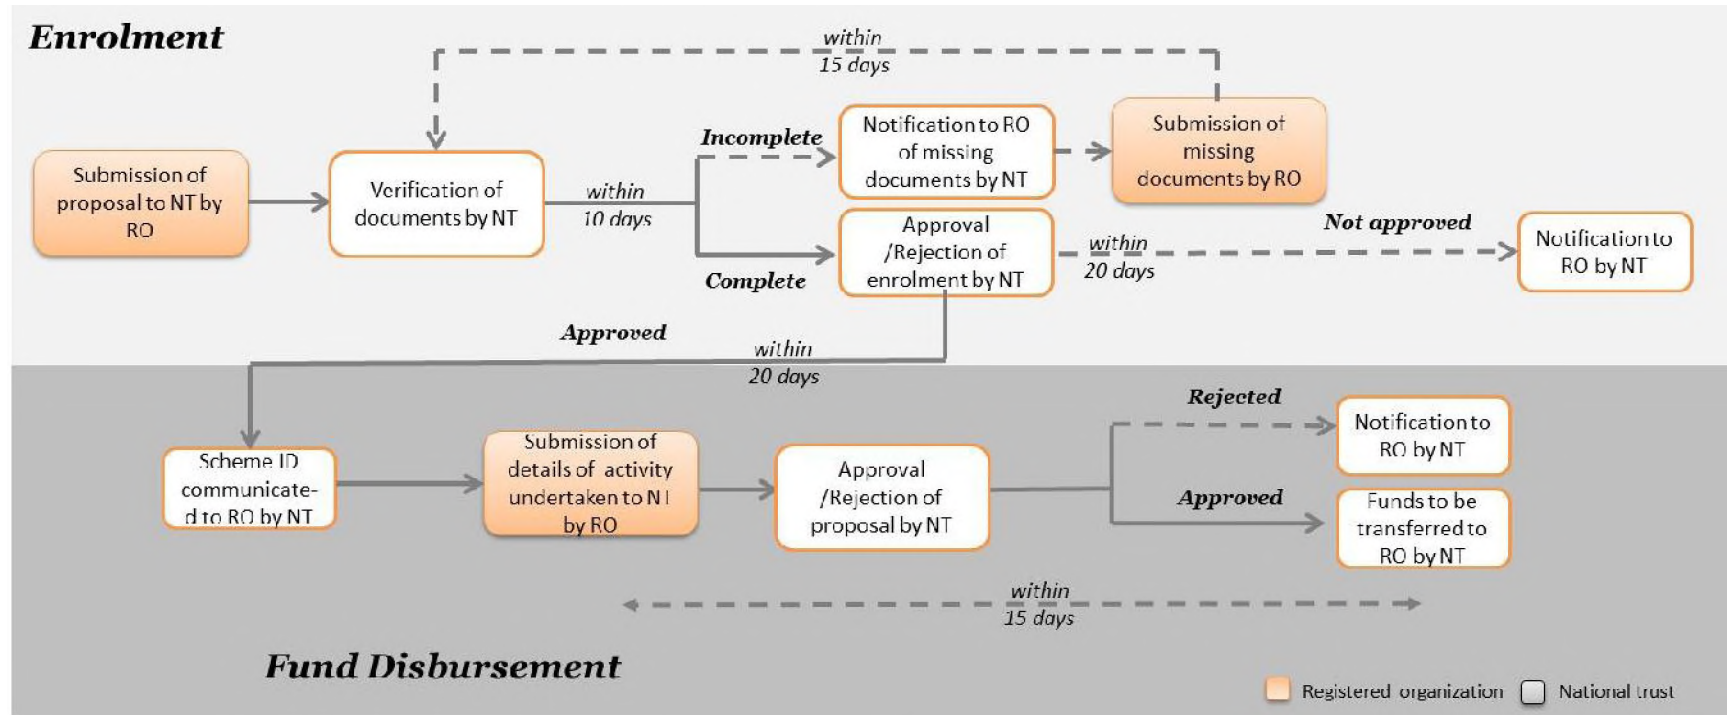 Enrolment
within
15 days
Submission of
proposal to NT by
RO
Verification of
documents by NT
within
10 days
Incomplete
Notification to RO
of missing
documents by NT
Submission of
missing
documents by RO
Complete
Approval
/Rejection of
enrolment by NT
within
20 days
Not approved
Notification to
RO by NT
Approved
within
20 days
Scheme ID
communicate-
d to RO by NT
Submission of
details of activity
undertaken to NT
by RO
Approval
/Rejection of
proposal by NT
Rejected
Notification to
RO by NT
Approved
Funds to be
transferred to
RO by NT
within
15 days
Fund Disbursement
Registered organization
National trust